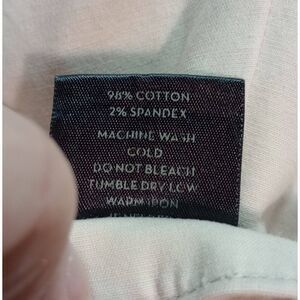 98% COTTON
2% SPANDEX
MACHINE WASH
COLD
DO NOT BLEACH
TUMBLE DRY LOW
WARM IRON